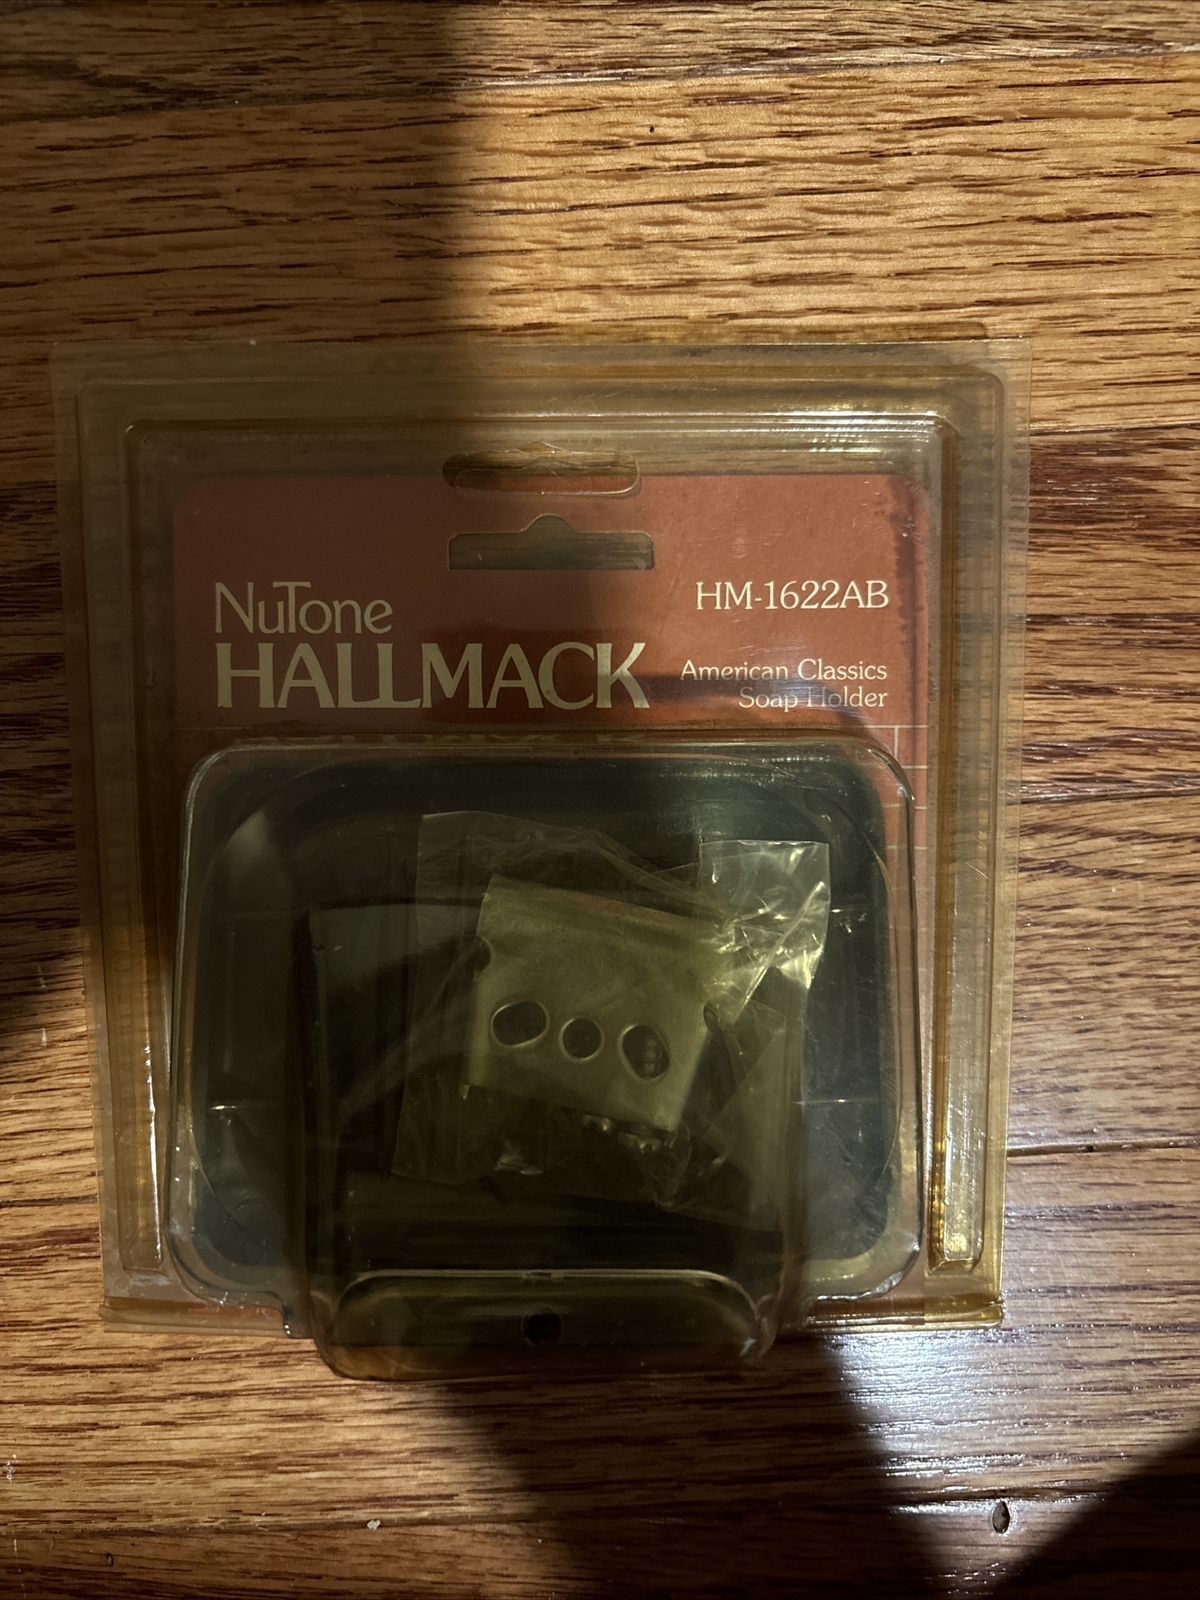 NuTone
HALLMACK
HM-1622AB
American Classics
Soap Holder